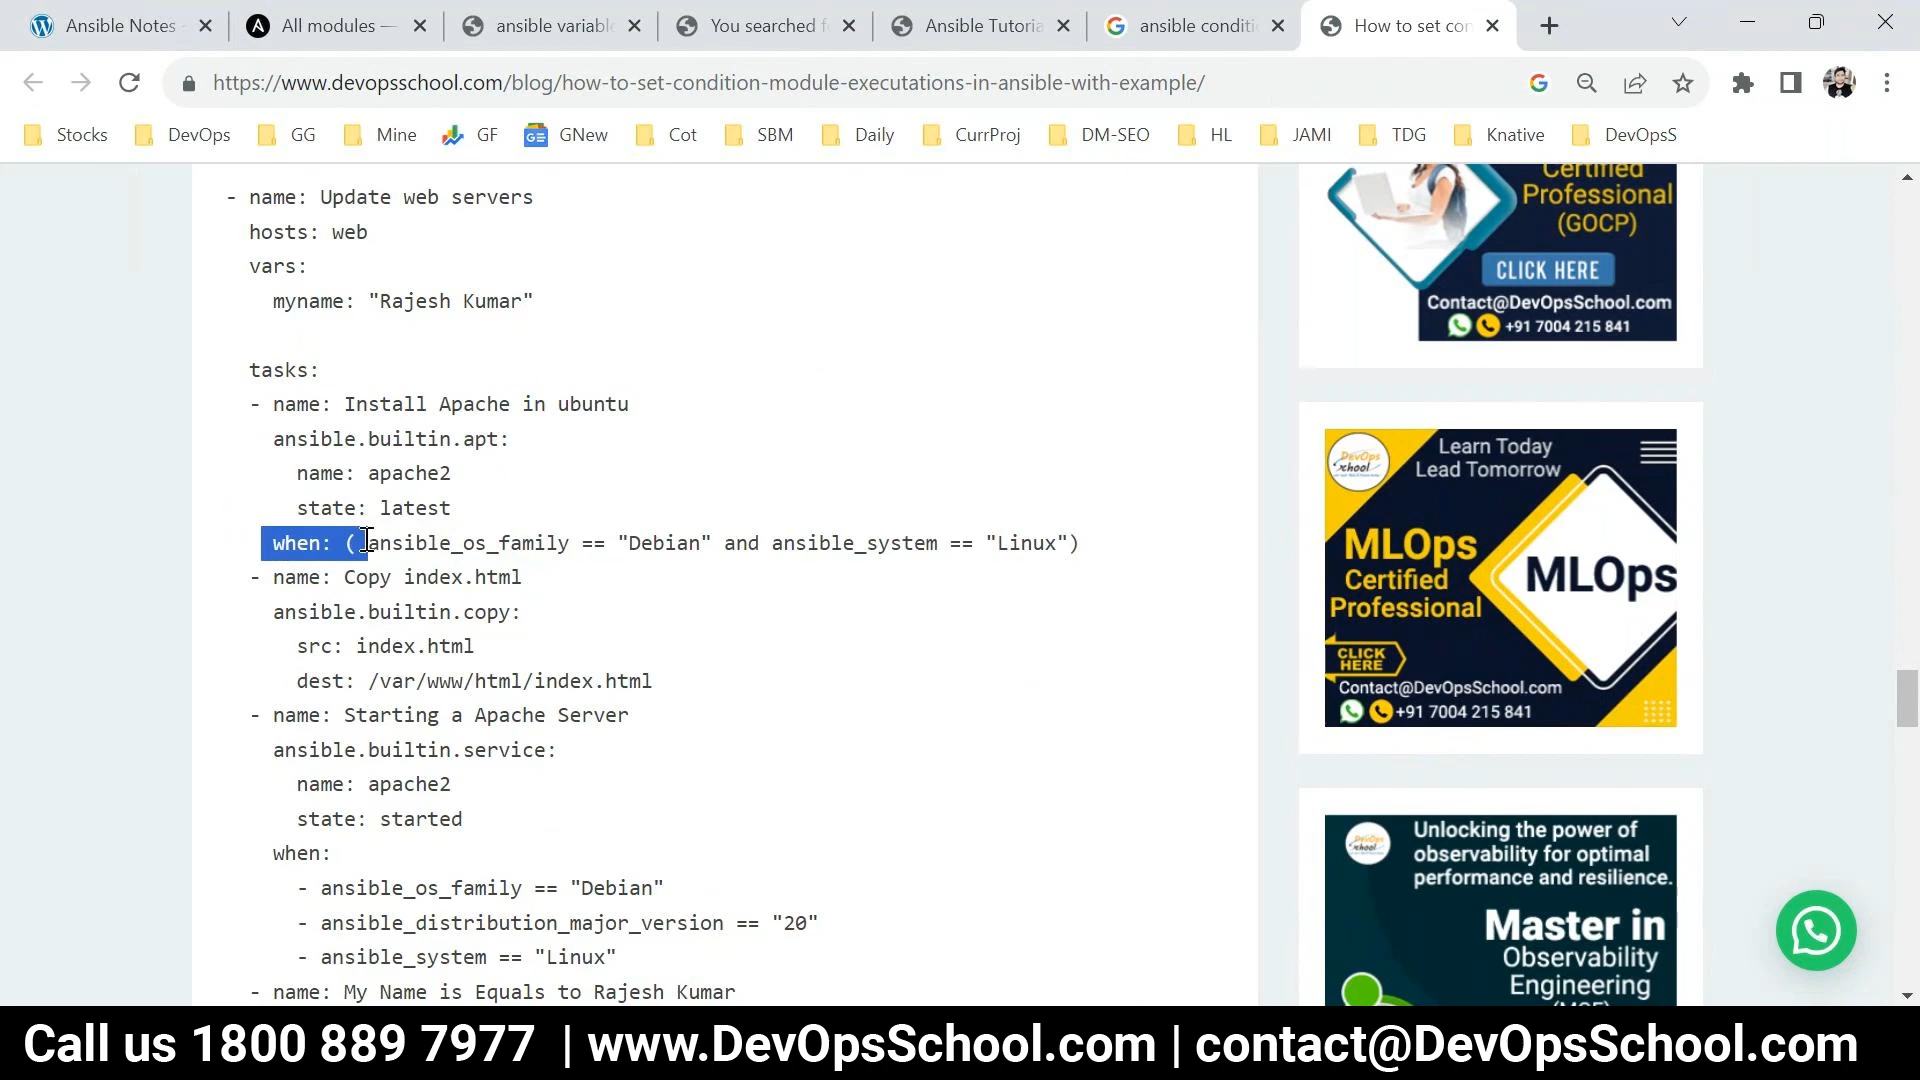 Ansible Notes -
All modules —
ansible variabl
You searched f
Ansible Tutoria
ansible conditi
How to set con
https://www.devopsschool.com/blog/how-to-set-condition-module-executations-in-ansible-with-example/
Stocks
DevOps
GG
Mine
GF
GE
GNew
Cot
SBM
Daily
CurrProj
DM-SEO
HL
JAMI
TDG
Knative
DevOpsS
- name: Update web servers
hosts: web
vars:
myname: "Rajesh Kumar"
tasks:
- name: Install Apache in ubuntu
ansible.builtin.apt:
name: apache2
state: latest
when: ( ansible_os_family == "Debian" and ansible_system == "Linux")
- name: Copy index.html
ansible.builtin.copy:
src: index.html
dest: /var/www/html/index.html
- name: Starting a Apache Server
ansible.builtin.service:
name: apache2
state: started
when:
- ansible_os_family == "Debian"
- ansible_distribution_major_version == "20"
- ansible_system == "Linux"
- name: My Name is Equals to Rajesh Kumar
Certified
Professional
(GOCP)
CLICK HERE
Contact@DevOpsSchool.com
+91 7004 215 841
DevOps
School
Learn Today
Lead Tomorrow
MLOps
Certified
Professional
MLOps
CLICK
HERE
Contact@DevOpsSchool.com
+91 7004 215 841
DevOps
School
Unlocking the power of
observability for optimal
performance and resilience.
Master in
Observability
Engineering
Call us 1800 889 7977 | www.DevOpsSchool.com | contact@DevOpsSchool.com